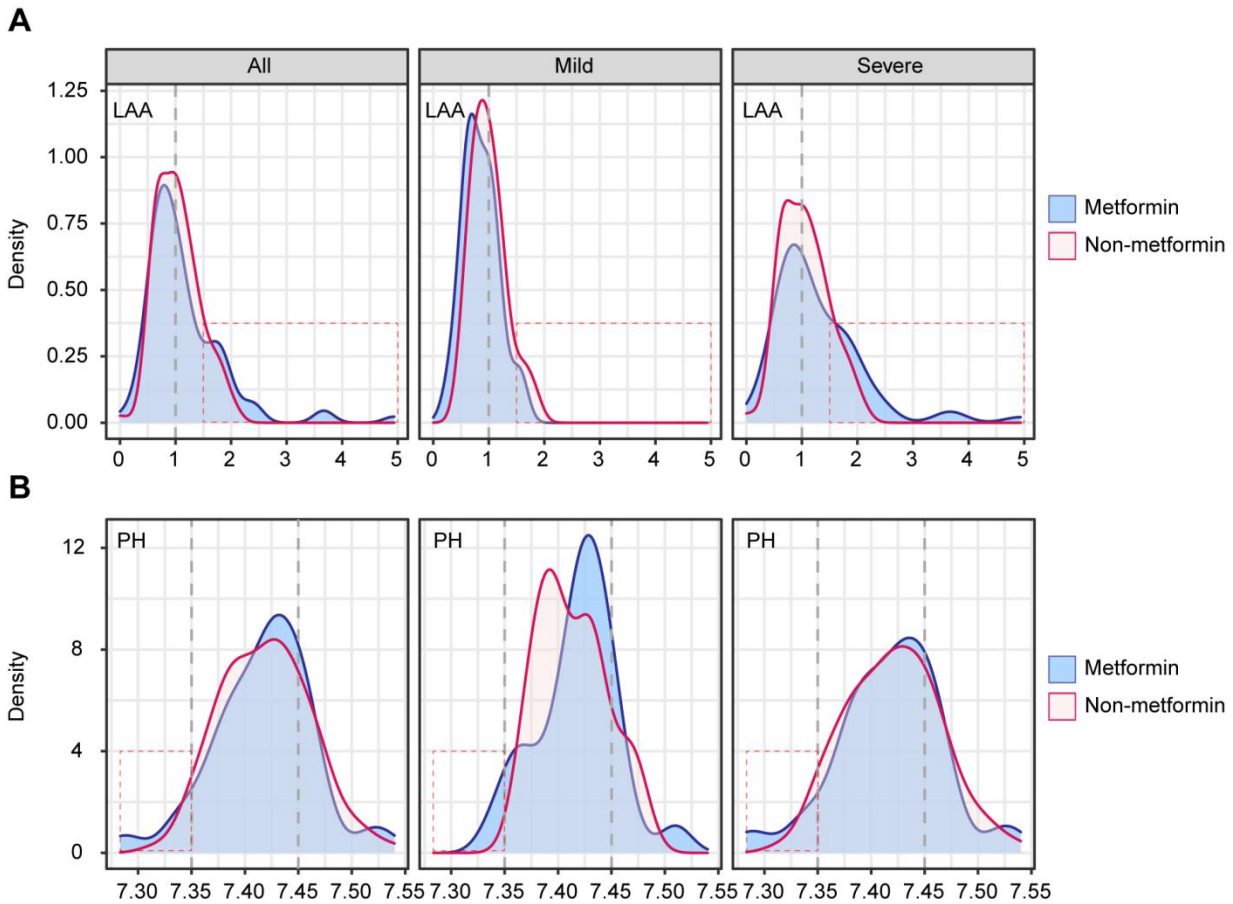 A
All Mild Severe
1.25
LAA LAA LAA
1.00
0.75
0.50
0.25
0.00
Density
Metformin
Non-metformin
0 1 2 3 4 5 0 1 2 3 4 5 0 1 2 3 4 5
B
PH PH PH
12
8
4
0
Density
Metformin
Non-metformin
7.30 7.35 7.40 7.45 7.50 7.55 7.30 7.35 7.40 7.45 7.50 7.55 7.30 7.35 7.40 7.45 7.50 7.55